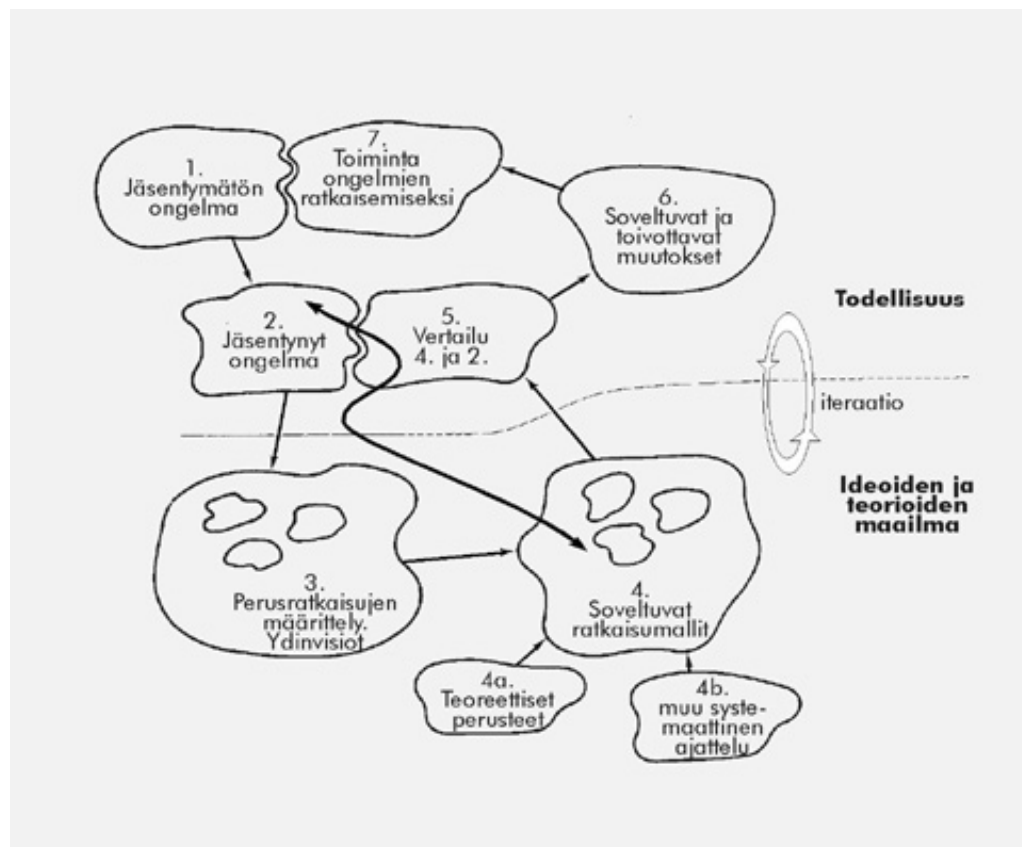 1.
Jäsentymätön
ongelma
7.
Toiminta
ongelmien
ratkaisemiseksi
6.
Soveltuvat ja
toivottavat
muutokset
2.
Jäsentynyt
ongelma
5.
Vertailu
4. ja 2.
Todellisuus
iteraatio
Ideoiden ja
teorioiden
maailma
3.
Perusratkaisujen
määrittely.
Ydinvisiot
4.
Soveltuvat
ratkaisumallit
4a.
Teoreettiset
perusteet
4b.
muu syste-
maattinen
ajattelu